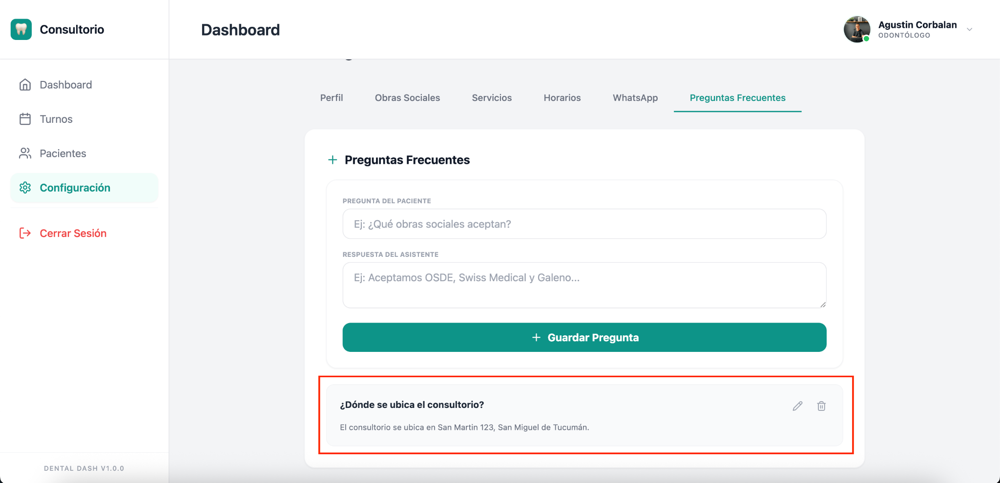 Consultorio
Dashboard
Agustin Corbalan
ODONTÓLOGO
Dashboard
Turnos
Pacientes
Configuración
Cerrar Sesión
DENTAL DASH V1.0.0
Perfil
Obras Sociales
Servicios
Horarios
WhatsApp
Preguntas Frecuentes
Preguntas Frecuentes
PREGUNTA DEL PACIENTE
Ej: ¿Qué obras sociales aceptan?
RESPUESTA DEL ASISTENTE
Ej: Aceptamos OSDE, Swiss Medical y Galeno...
Guardar Pregunta
¿Dónde se ubica el consultorio?
El consultorio se ubica en San Martin 123, San Miguel de Tucumán.